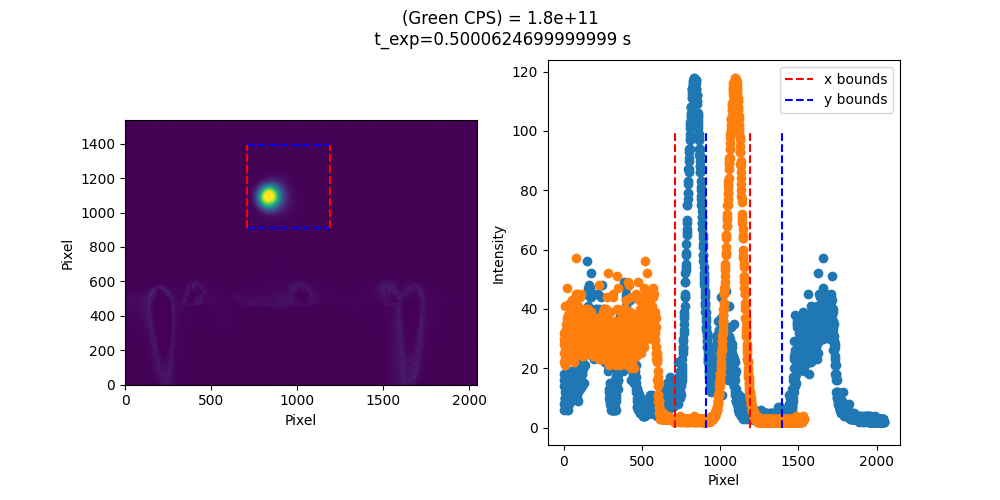 (Green CPS) = 1.8e+11
t_exp=0.5000624699999999 s
1400
1200
1000
800
600
400
200
0
Pixel
0 500 1000 1500 2000
Pixel
120
100
80
60
40
20
0
Intensity
x bounds
y bounds
0 500 1000 1500 2000
Pixel